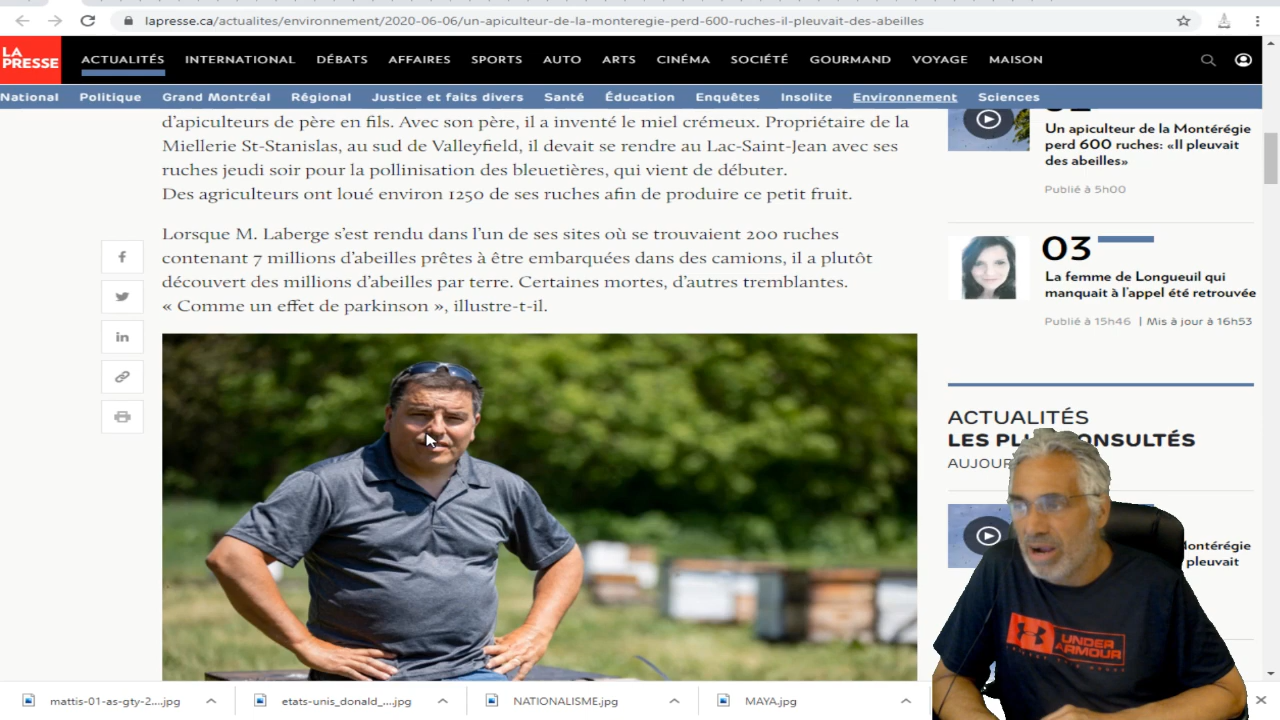 lapresse.ca/actualites/environnement/2020-06-06/un-apiculteur-de-la-monteregie-perd-600-ruches-il-pleuvait-des-abeilles
LA PRESSE
ACTUALITÉS INTERNATIONAL DÉBATS AFFAIRES SPORTS AUTO ARTS CINÉMA SOCIÉTÉ GOURMAND VOYAGE MAISON
National Politique Grand Montréal Régional Justice et faits divers Santé Éducation Enquêtes Insolite Environnement Sciences
d'apiculteurs de père en fils. Avec son père, il a inventé le miel crémeux. Propriétaire de la
Miellerie St-Stanislas, au sud de Valleyfield, il devait se rendre au Lac-Saint-Jean avec ses
ruches jeudi soir pour la pollinisation des bleuetières, qui vient de débuter.
Des agriculteurs ont loué environ 1250 de ses ruches afin de produire ce petit fruit.
Lorsque M. Laberge s'est rendu dans l'un de ses sites où se trouvaient 200 ruches
contenant 7 millions d'abeilles prêtes à être embarquées dans des camions, il a plutôt
découvert des millions d'abeilles par terre. Certaines mortes, d'autres tremblantes.
« Comme un effet de parkinson », illustre-t-il.
Un apiculteur de la Montérégie
perd 600 ruches: «Il pleuvait
des abeilles»
Publié à 5h00
03
La femme de Longueuil qui
manquait à l'appel été retrouvée
Publié à 15h46 | Mis à jour à 16h53
ACTUALITÉS
LES PL ONSULTÉS
AUJOUR
ontérégie
pleuvait
UNDER
ARMOUR
mattis-01-as-gty-2....jpg
etats-unis_donald_....jpg
NATIONALISME.jpg
MAYA.jpg